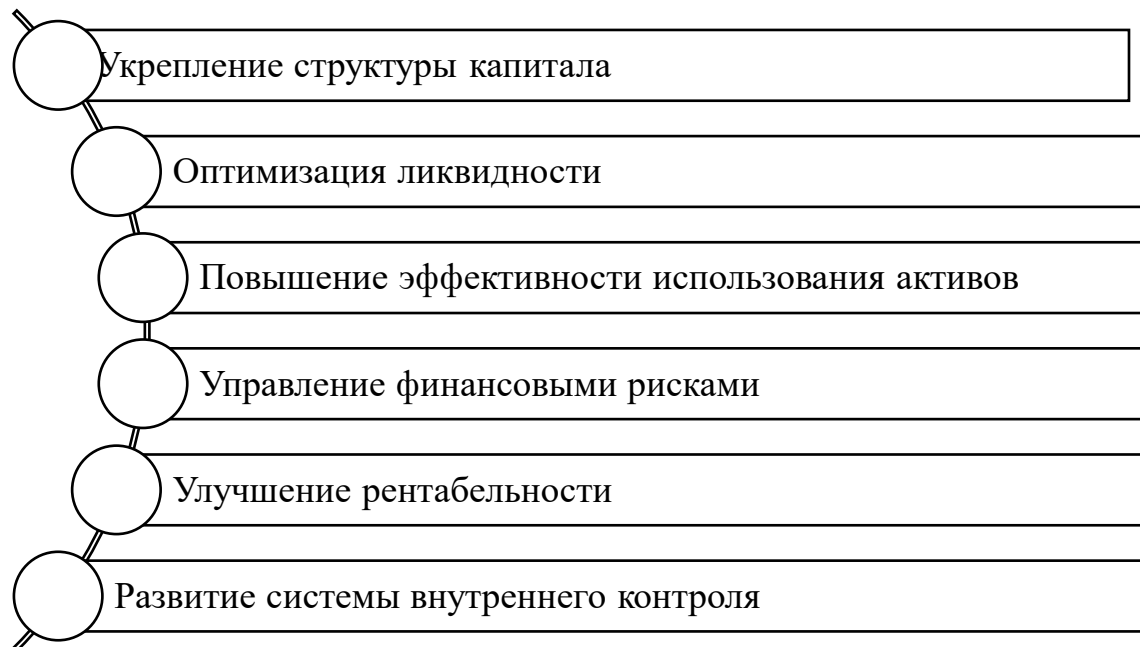 Укрепление структуры капитала
Оптимизация ликвидности
Повышение эффективности использования активов
Управление финансовыми рисками
Улучшение рентабельности
Развитие системы внутреннего контроля